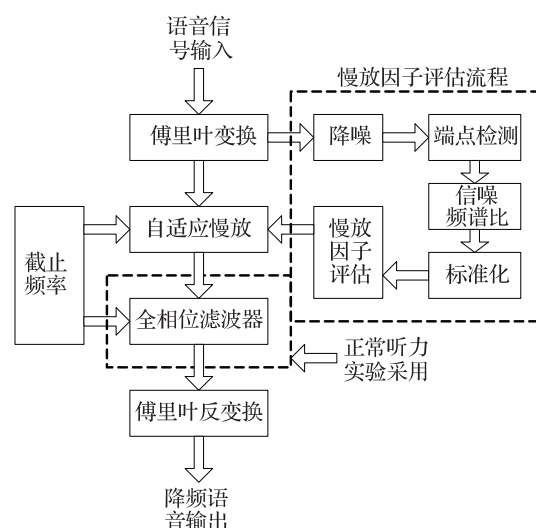 语音信
号输入
慢放因子评估流程
傅里叶变换
降噪
端点检测
信噪
频谱比
自适应慢放
慢放
因子
评估
截止
频率
标准化
全相位滤波器
正常听力
实验采用
傅里叶反变换
降频语
音输出